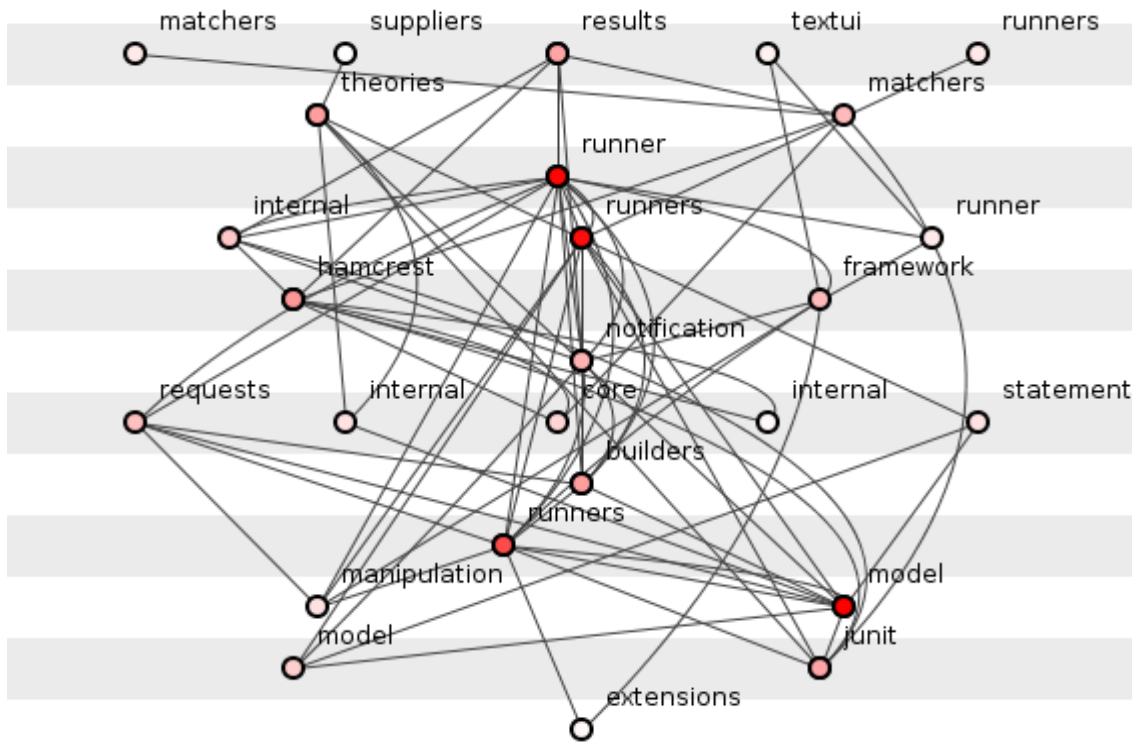 matchers suppliers results textui runners
theories matchers
runner
internal runners runner
hamcrest framework
notification
requests internal core internal statement
builders
runners
manipulation model
model junit
extensions